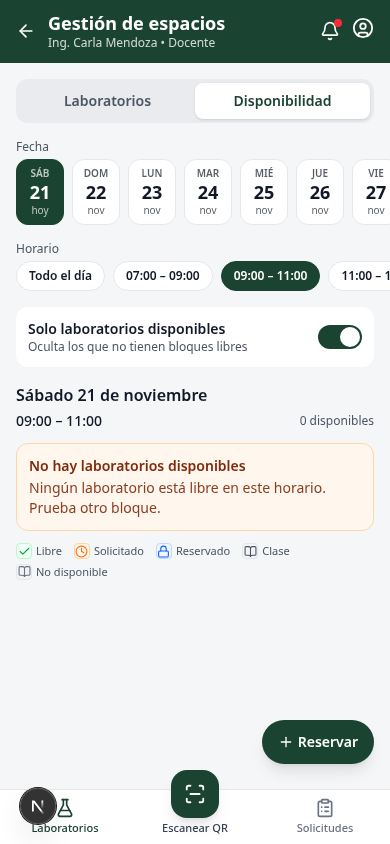 Gestión de espacios
Ing. Carla Mendoza • Docente
Laboratorios
Disponibilidad
Fecha
SÁB
21
hoy
DOM
22
nov
LUN
23
nov
MAR
24
nov
MIÉ
25
nov
JUE
26
nov
VIE
27
nov
Horario
Todo el día
07:00 – 09:00
09:00 – 11:00
11:00 – 1
Solo laboratorios disponibles
Oculta los que no tienen bloques libres
Sábado 21 de noviembre
09:00 – 11:00
0 disponibles
No hay laboratorios disponibles
Ningún laboratorio está libre en este horario.
Prueba otro bloque.
Libre
Solicitado
Reservado
Clase
No disponible
+ Reservar
N
Laboratorios
Escanear QR
Solicitudes